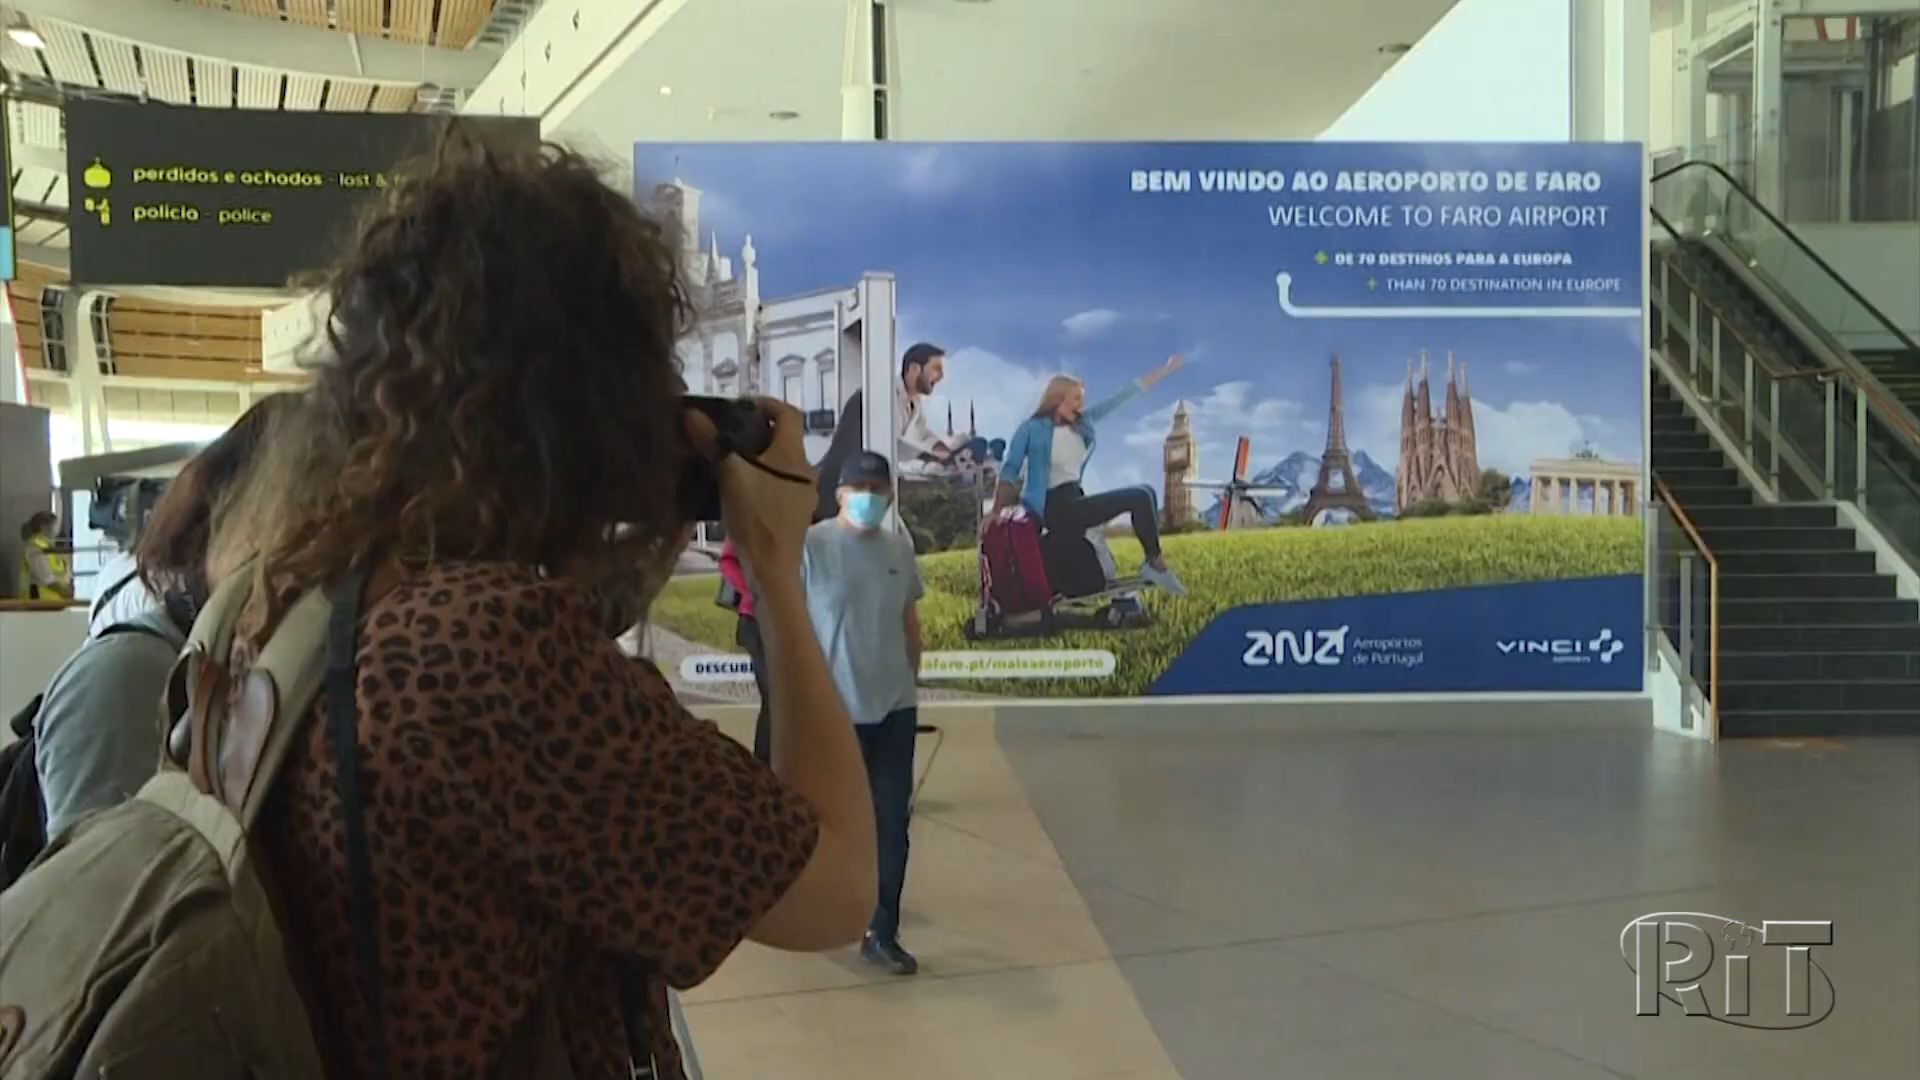 perdidos e achados - lost &
polícia - police
BEM VINDO AO AEROPORTO DE FARO
WELCOME TO FARO AIRPORT
+ DE 70 DESTINOS PARA A EUROPA
+ THAN 70 DESTINATION IN EUROPE
faro.pt/maisaeroporto
ANA Aeroportos
de Portugal
VINCI
AIRPORTS
RiT